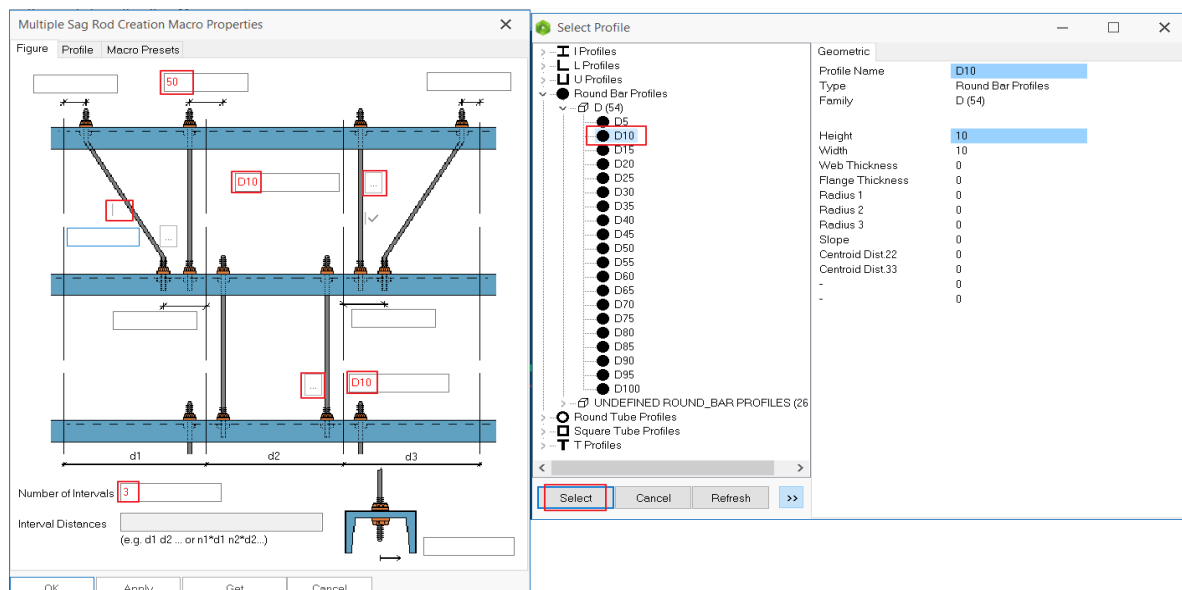 Multiple Sag Rod Creation Macro Properties
Figure Profile Macro Presets
50
D10
...
...
... D10
d1 d2 d3
Number of Intervals 3
Interval Distances
(e.g. d1 d2 ... or n1*d1 n2*d2...)
OK Apply Get Cancel
Select Profile
I Profiles
L Profiles
U Profiles
Round Bar Profiles
D (54)
D5
D10
D15
D20
D25
D30
D35
D40
D45
D50
D55
D60
D65
D70
D75
D80
D85
D90
D95
D100
UNDEFINED ROUND_BAR PROFILES (26
Round Tube Profiles
Square Tube Profiles
T Profiles
Select Cancel Refresh >>
Geometric
Profile Name D10
Type Round Bar Profiles
Family D (54)
Height 10
Width 10
Web Thickness 0
Flange Thickness 0
Radius 1 0
Radius 2 0
Radius 3 0
Slope 0
Centroid Dist.22 0
Centroid Dist.33 0
- 0
- 0